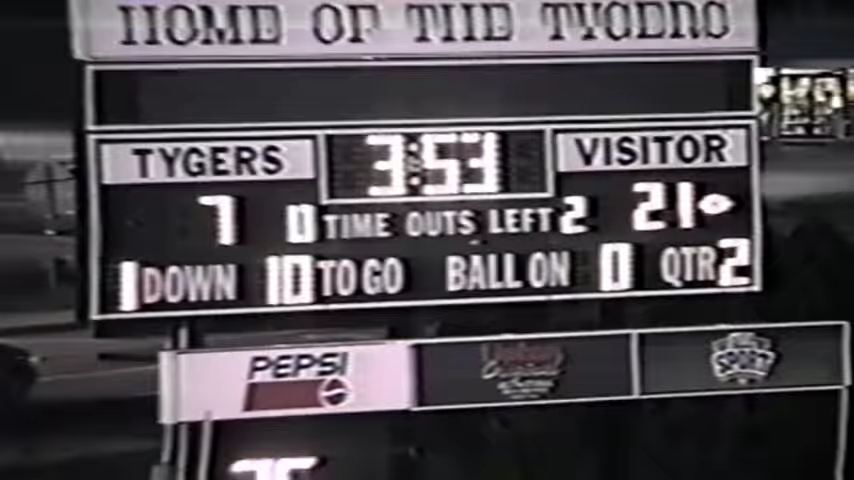 HOME OF THE TYGERS
TYGERS 3:53 VISITOR
7 0 TIME OUTS LEFT 2 21
1 DOWN 10 TO GO BALL ON 0 QTR 2
PEPSI
SPORT